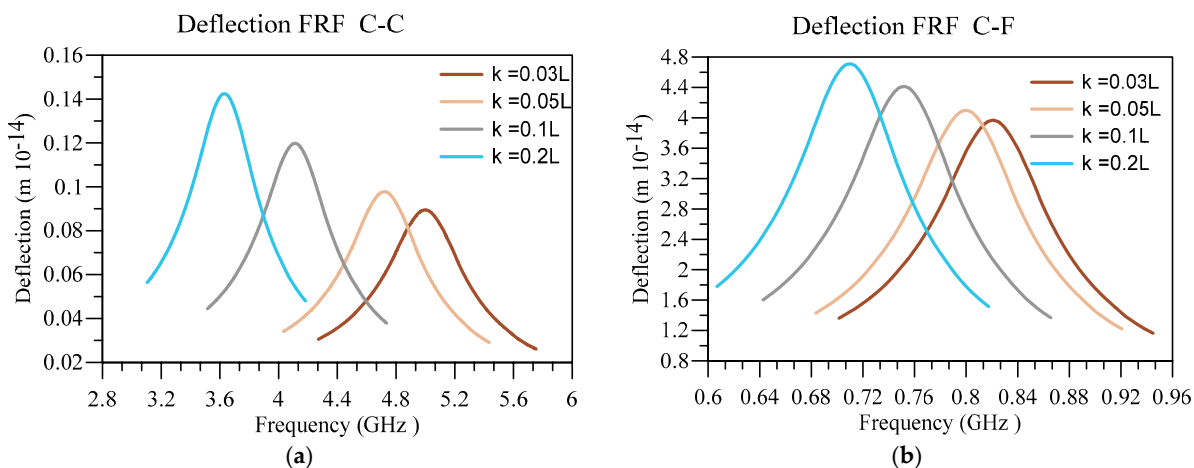 Deflection FRF C-C
Deflection (m 10-14)
0.16
0.14
0.12
0.1
0.08
0.06
0.04
0.02
k =0.03L
k =0.05L
k =0.1L
k =0.2L
2.8 3.2 3.6 4 4.4 4.8 5.2 5.6 6
Frequency (GHz )
(a)
Deflection FRF C-F
Deflection (m 10-14)
4.8
4.4
4
3.6
3.2
2.8
2.4
2
1.6
1.2
0.8
k =0.03L
k =0.05L
k =0.1L
k =0.2L
0.6 0.64 0.68 0.72 0.76 0.8 0.84 0.88 0.92 0.96
Frequency (GHz )
(b)